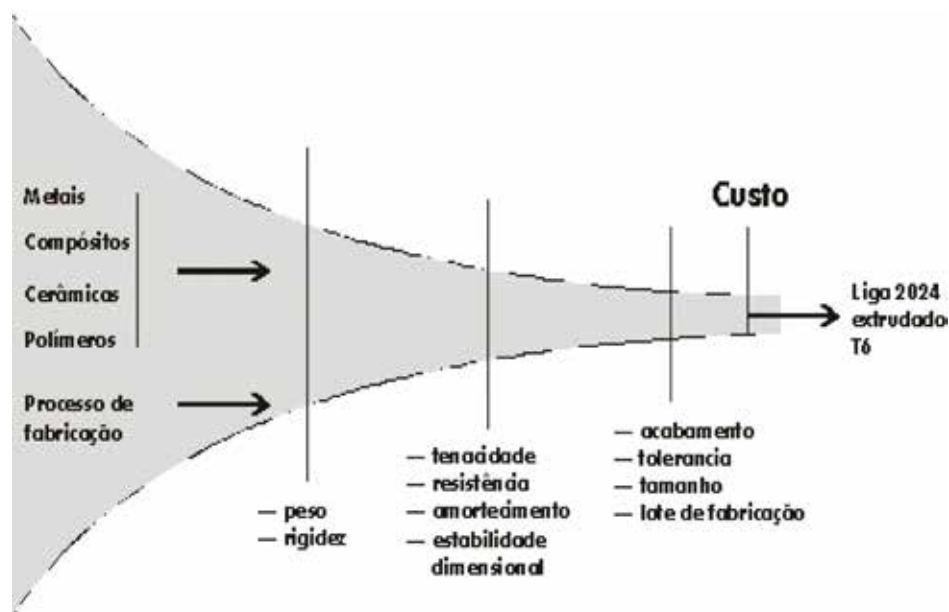 Metais
Compósitos
Cerâmicas
Polímeros
Processo de
fabricação
— peso
— rigidez
— tenacidade
— resistência
— amortecimento
— estabilidade
dimensional
— acabamento
— tolerancia
— tamanho
— lote de fabricação
Custo
Liga 2024
extrudado
T6